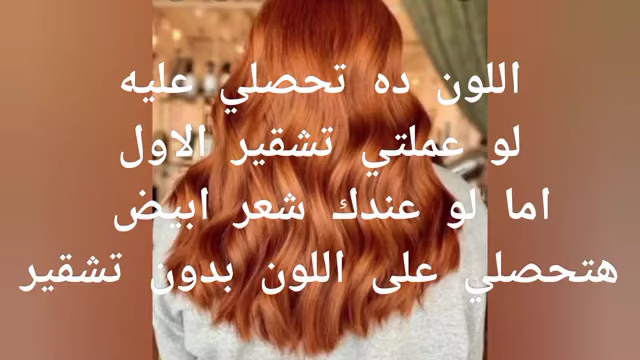 اللون ده تحصلي عليه
لو عملتي تشقير الاول
اما لو عندك شعر ابيض
هتحصلي على اللون بدون تشقير